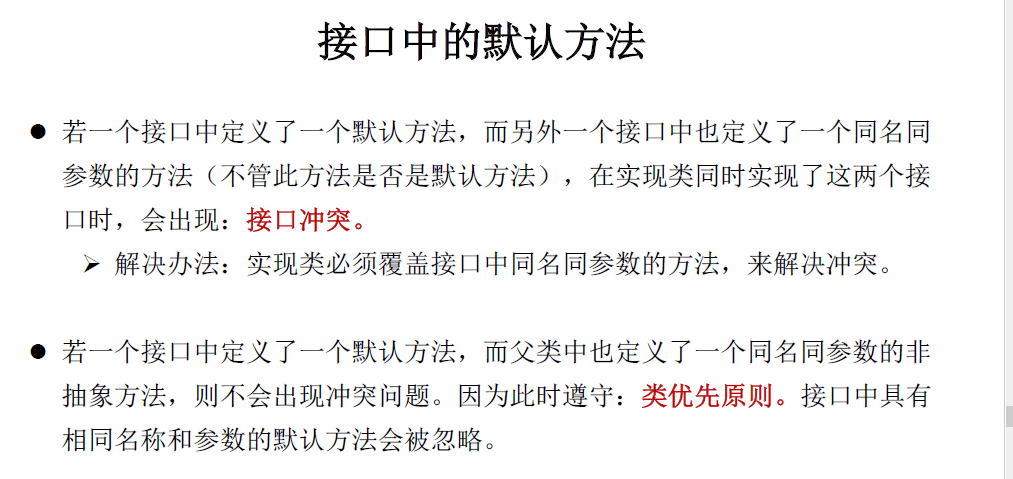 接口中的默认方法
● 若一个接口中定义了一个默认方法，而另外一个接口中也定义了一个同名同
参数的方法（不管此方法是否是默认方法），在实现类同时实现了这两个接
口时，会出现：接口冲突。
➢ 解决办法：实现类必须覆盖接口中同名同参数的方法，来解决冲突。
● 若一个接口中定义了一个默认方法，而父类中也定义了一个同名同参数的非
抽象方法，则不会出现冲突问题。因为此时遵守：类优先原则。接口中具有
相同名称和参数的默认方法会被忽略。